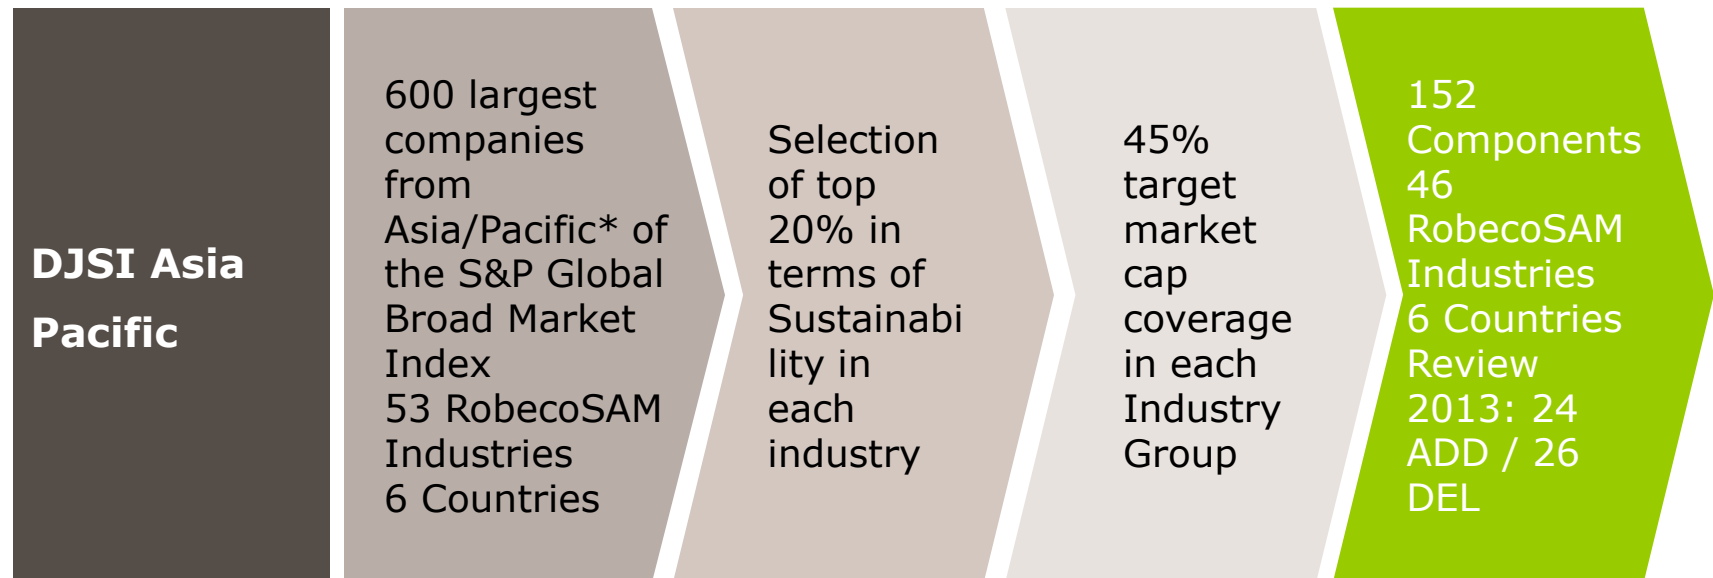 DJSI Asia
Pacific
600 largest
companies
from
Asia/Pacific* of
the S&P Global
Broad Market
Index
53 RobecoSAM
Industries
6 Countries
Selection
of top
20% in
terms of
Sustainabi
lity in
each
industry
45%
target
market
cap
coverage
in each
Industry
Group
152
Components
46
RobecoSAM
Industries
6 Countries
Review
2013: 24
ADD / 26
DEL